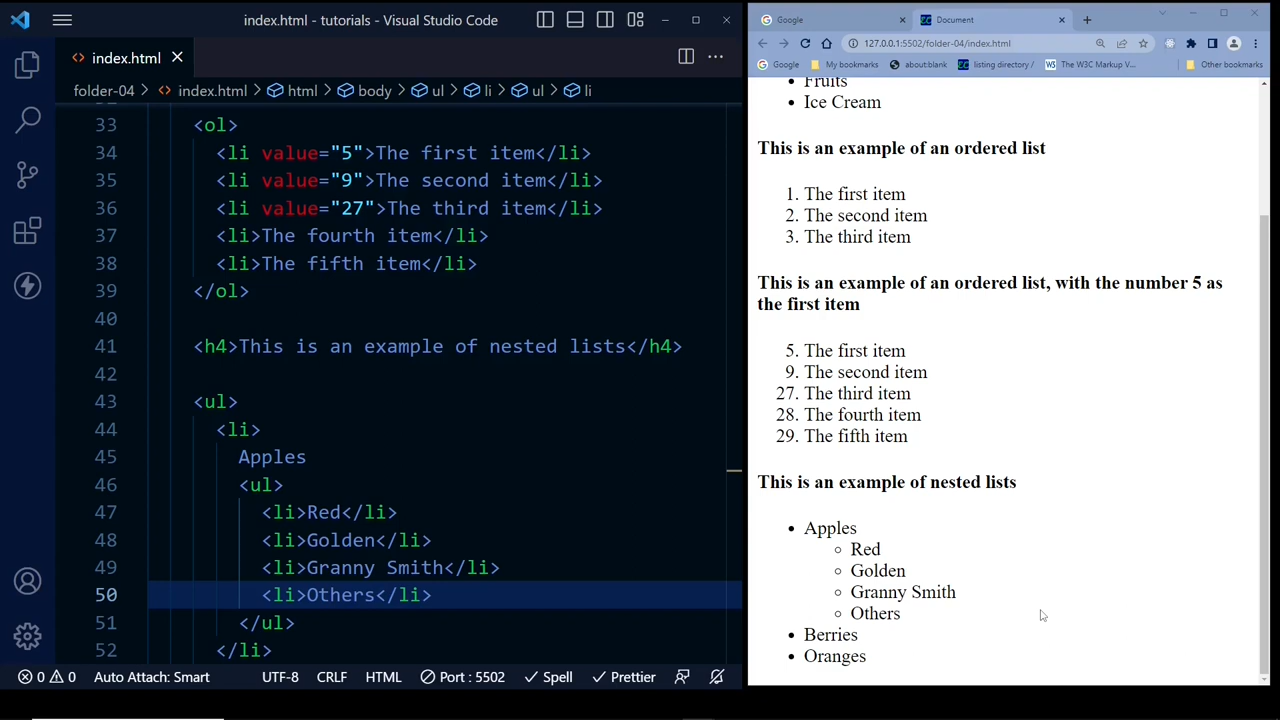 index.html - tutorials - Visual Studio Code
index.html
folder-04 > index.html > html > body > ul > li > ul > li
33 <ol>
34 <li value="5">The first item</li>
35 <li value="9">The second item</li>
36 <li value="27">The third item</li>
37 <li>The fourth item</li>
38 <li>The fifth item</li>
39 </ol>
40
41 <h4>This is an example of nested lists</h4>
42
43 <ul>
44 <li>
45 Apples
46 <ul>
47 <li>Red</li>
48 <li>Golden</li>
49 <li>Granny Smith</li>
50 <li>Others</li>
51 </ul>
52 </li>
0 0 Auto Attach: Smart UTF-8 CRLF HTML Port : 5502 Spell Prettier
Google Document
127.0.0.1:5502/folder-04/index.html
Google My bookmarks about:blank listing directory / The W3C Markup V... Other bookmarks
Fruits
Ice Cream
This is an example of an ordered list
1. The first item
2. The second item
3. The third item
This is an example of an ordered list, with the number 5 as
the first item
5. The first item
9. The second item
27. The third item
28. The fourth item
29. The fifth item
This is an example of nested lists
Apples
Red
Golden
Granny Smith
Others
Berries
Oranges